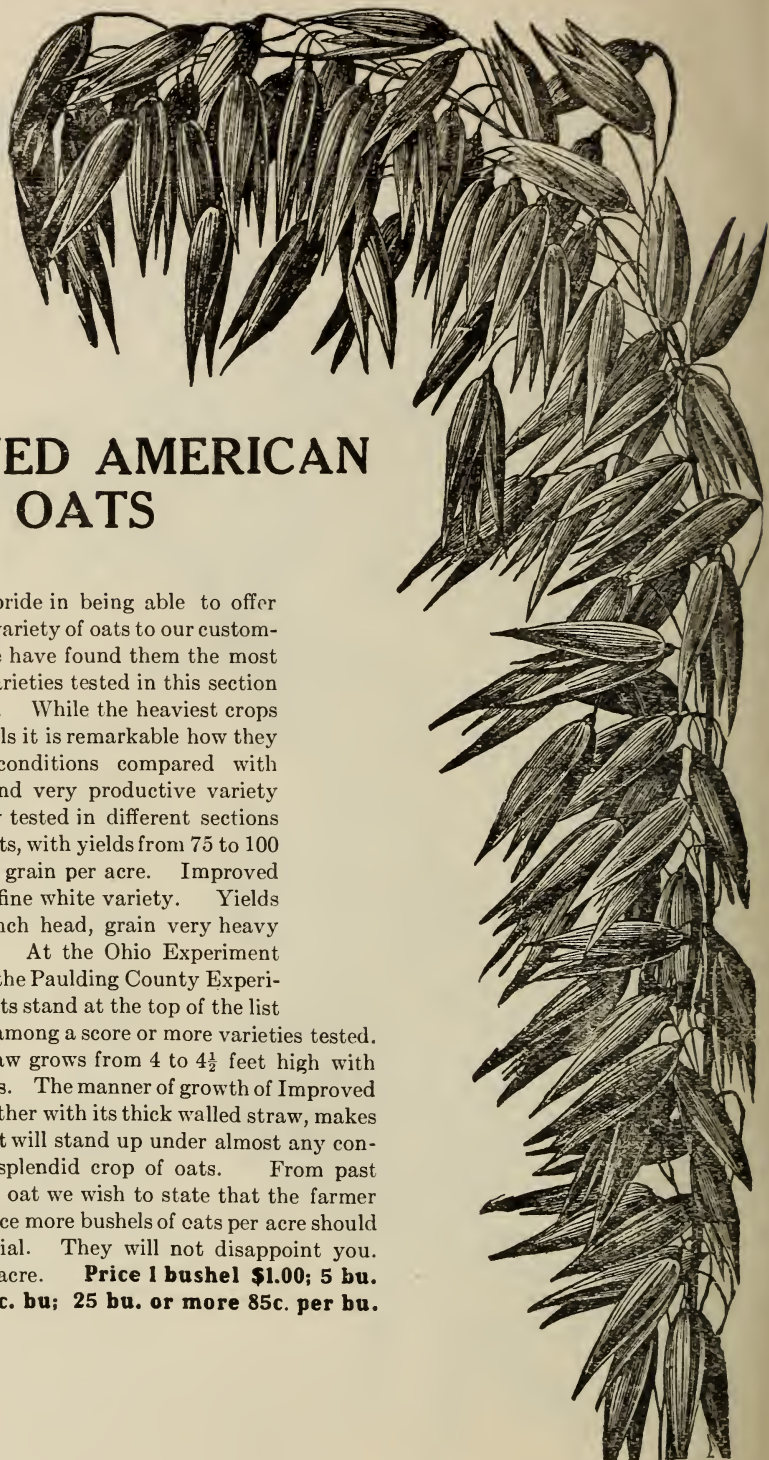 ED AMERICAN
OATS
pride in being able to offer
variety of oats to our custom-
e have found them the most
arieties tested in this section
While the heaviest crops
ls it is remarkable how they
conditions compared with
nd very productive variety
tested in different sections
ts, with yields from 75 to 100
grain per acre. Improved
fine white variety. Yields
nch head, grain very heavy
At the Ohio Experiment
the Paulding County Experi-
ts stand at the top of the list
among a score or more varieties tested.
aw grows from 4 to 4½ feet high with
s. The manner of growth of Improved
ther with its thick walled straw, makes
t will stand up under almost any con-
splendid crop of oats. From past
oat we wish to state that the farmer
ce more bushels of oats per acre should
ial. They will not disappoint you.
acre. Price 1 bushel $1.00; 5 bu.
c. bu; 25 bu. or more 85c. per bu.